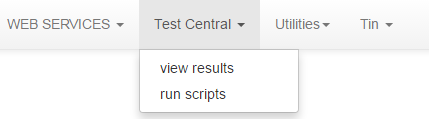 WEB SERVICES Test Central Utilities Tin
view results
run scripts